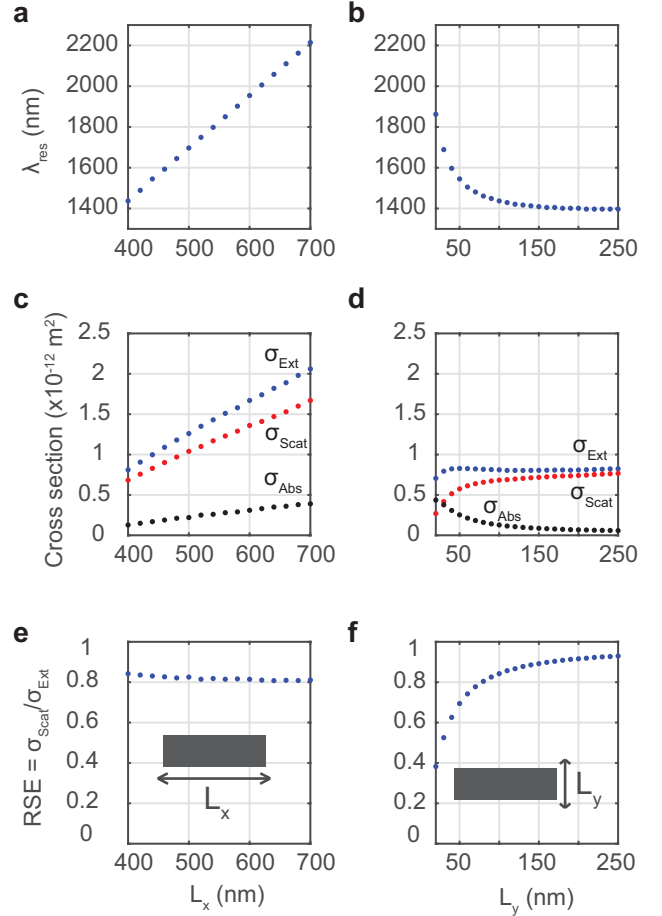 a
b
2200
2000
1800
1600
1400
λres (nm)
400 500 600 700
2200
2000
1800
1600
1400
50 150 250
c
d
Cross section (x10-12 m2)
2.5
2
1.5
1
0.5
0
σExt
σScat
σAbs
400 500 600 700
2.5
2
1.5
1
0.5
0
σExt
σAbs
σScat
50 150 250
e
f
RSE = σScat/σExt
1
0.8
0.6
0.4
0.2
0
Lx
400 500 600 700
Lx (nm)
1
0.8
0.6
0.4
0.2
0
Ly
50 150 250
Ly (nm)